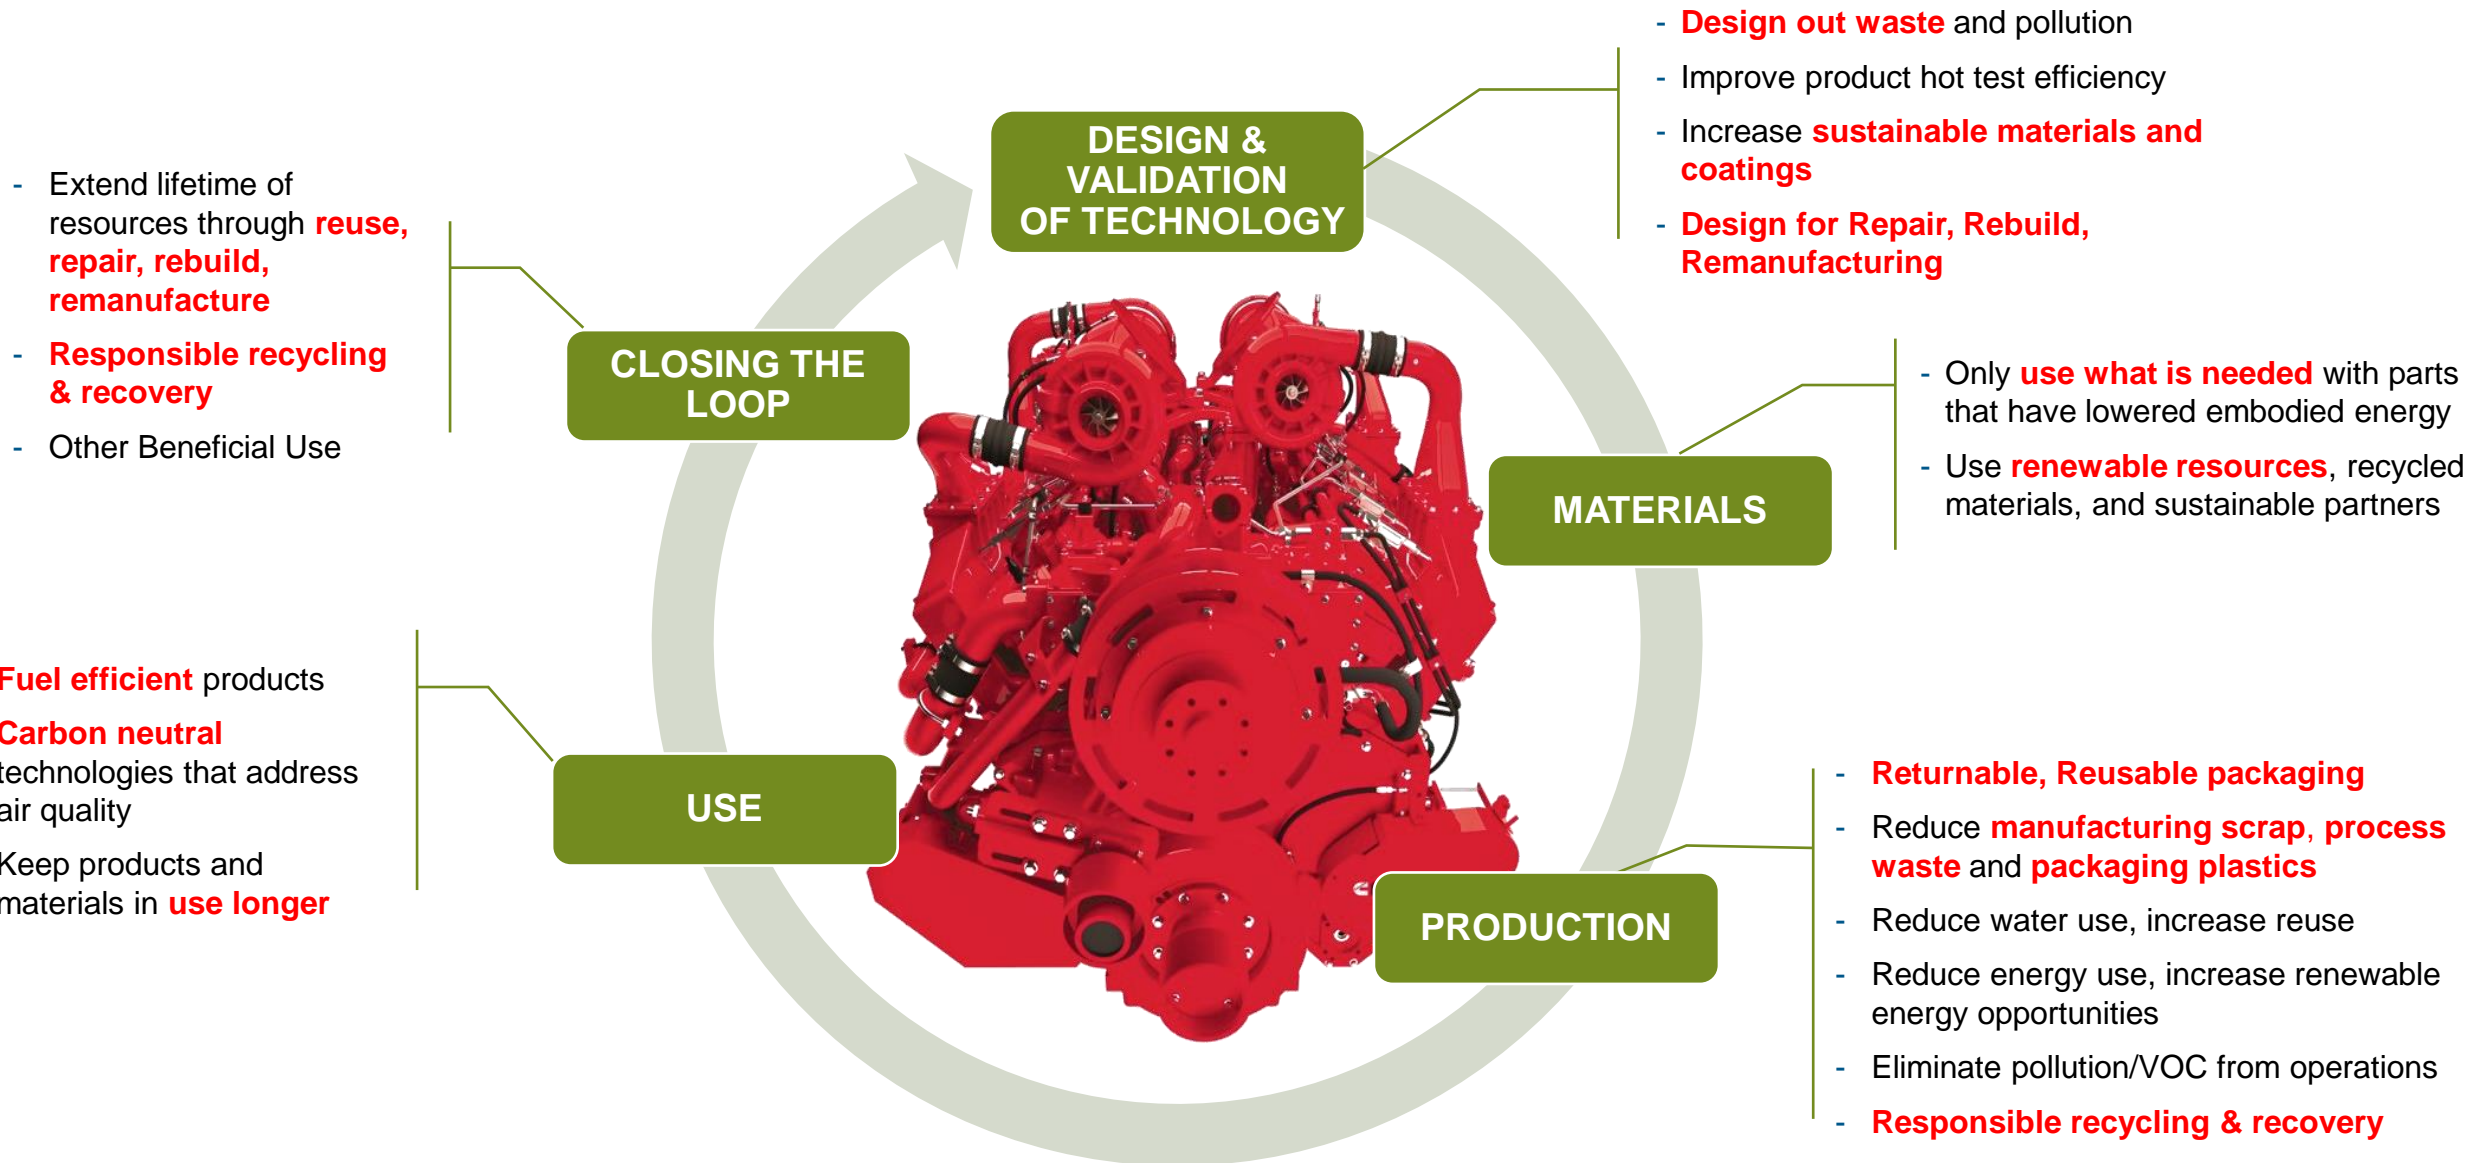 DESIGN &
VALIDATION
OF TECHNOLOGY
- Design out waste and pollution
- Improve product hot test efficiency
- Increase sustainable materials and
coatings
- Design for Repair, Rebuild,
Remanufacturing
MATERIALS
- Only use what is needed with parts
that have lowered embodied energy
- Use renewable resources, recycled
materials, and sustainable partners
PRODUCTION
- Returnable, Reusable packaging
- Reduce manufacturing scrap, process
waste and packaging plastics
- Reduce water use, increase reuse
- Reduce energy use, increase renewable
energy opportunities
- Eliminate pollution/VOC from operations
- Responsible recycling & recovery
USE
Fuel efficient products
Carbon neutral
technologies that address
air quality
Keep products and
materials in use longer
CLOSING THE
LOOP
- Extend lifetime of
resources through reuse,
repair, rebuild,
remanufacture
- Responsible recycling
& recovery
- Other Beneficial Use